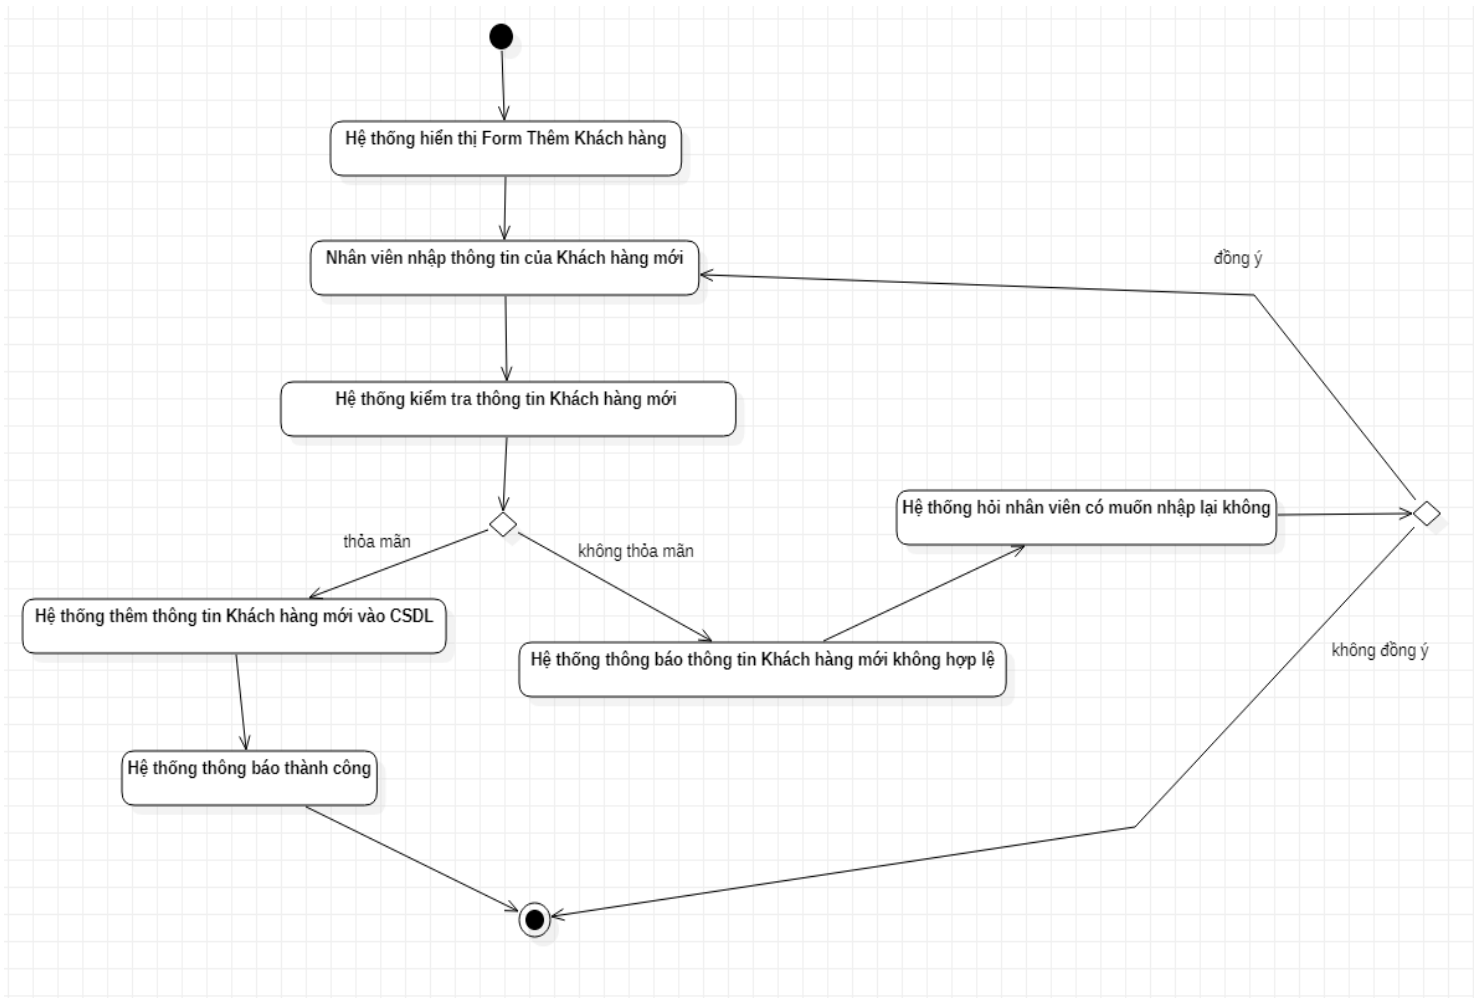 Hệ thống hiển thị Form Thêm Khách hàng
Nhân viên nhập thông tin của Khách hàng mới
đồng ý
Hệ thống kiểm tra thông tin Khách hàng mới
Hệ thống hỏi nhân viên có muốn nhập lại không
thỏa mãn
không thỏa mãn
Hệ thống thêm thông tin Khách hàng mới vào CSDL
Hệ thống thông báo thông tin Khách hàng mới không hợp lệ
không đồng ý
Hệ thống thông báo thành công